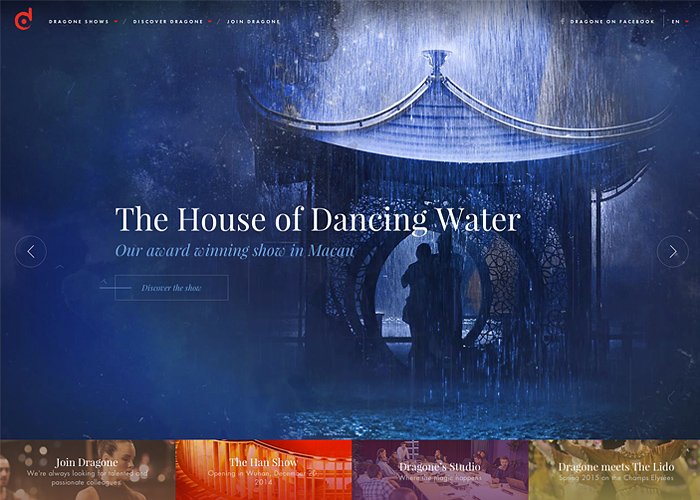 DRAGONE SHOWS / DISCOVER DRAGONE / JOIN DRAGONE
DRAGONE ON FACEBOOK EN
The House of Dancing Water
Our award winning show in Macau
Discover the show
Join Dragone
We're always looking for talented and
passionate colleagues
The Han Show
Opening in Wuhan, December 20,
2014
Dragone's Studio
Where the magic happens
Dragone meets The Lido
Spring 2015 on the Champs Elysees